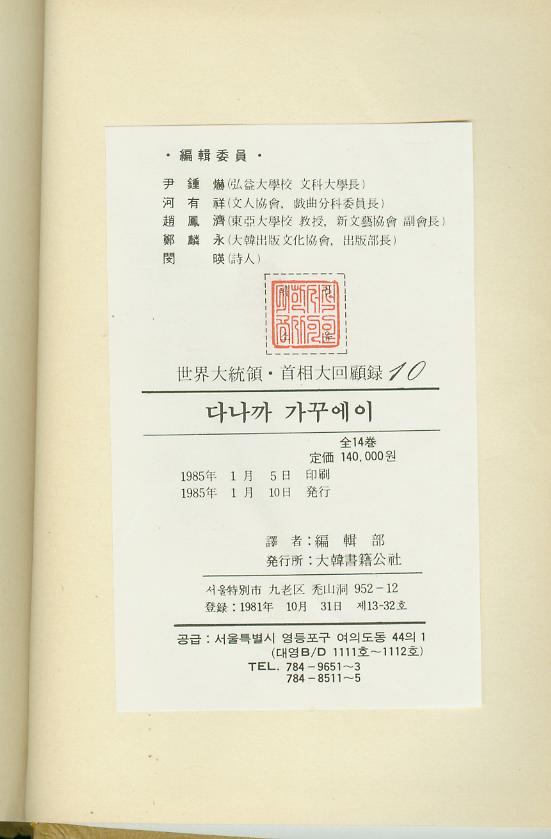 · 編輯委員 ·
尹鍾爀(弘益大學校 文科大學長)
河有祥(文人協會, 戱曲分科委員長)
趙鳳濟(東亞大學校 教授, 新文藝協會 副會長)
鄭麟永(大韓出版文化協會, 出版部長)
閔 暎(詩人)
世界大統領·首相大回顧録 10
다나까 가꾸에이
全14巻
定価 140,000원
1985年 1月 5日 印刷
1985年 1月 10日 発行
譯 者:編 輯 部
発行所:大韓書籍公社
서울特別市 九老区 禿山洞 952-12
登録:1981年 10月 31日 제13-32호
공급:서울특별시 영등포구 여의도동 44의 1
(대영B/D 1111호~1112호)
TEL. 784-9651~3
784-8511~5